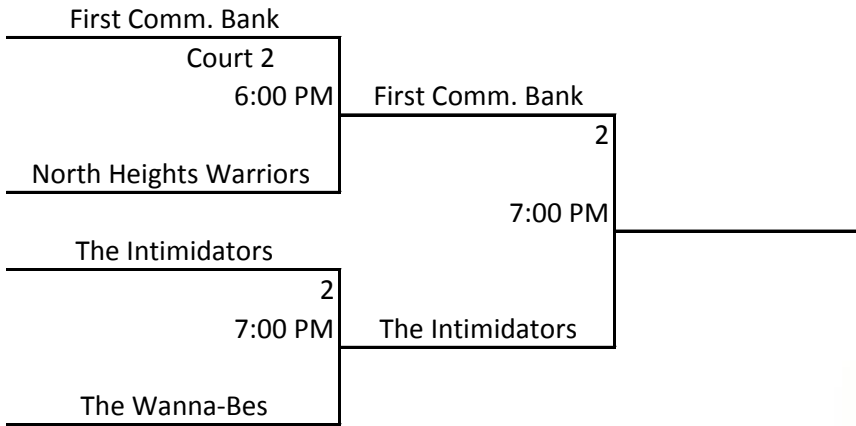 First Comm. Bank
Court 2
6:00 PM
First Comm. Bank
2
North Heights Warriors
7:00 PM
The Intimidators
2
7:00 PM
The Intimidators
The Wanna-Bes